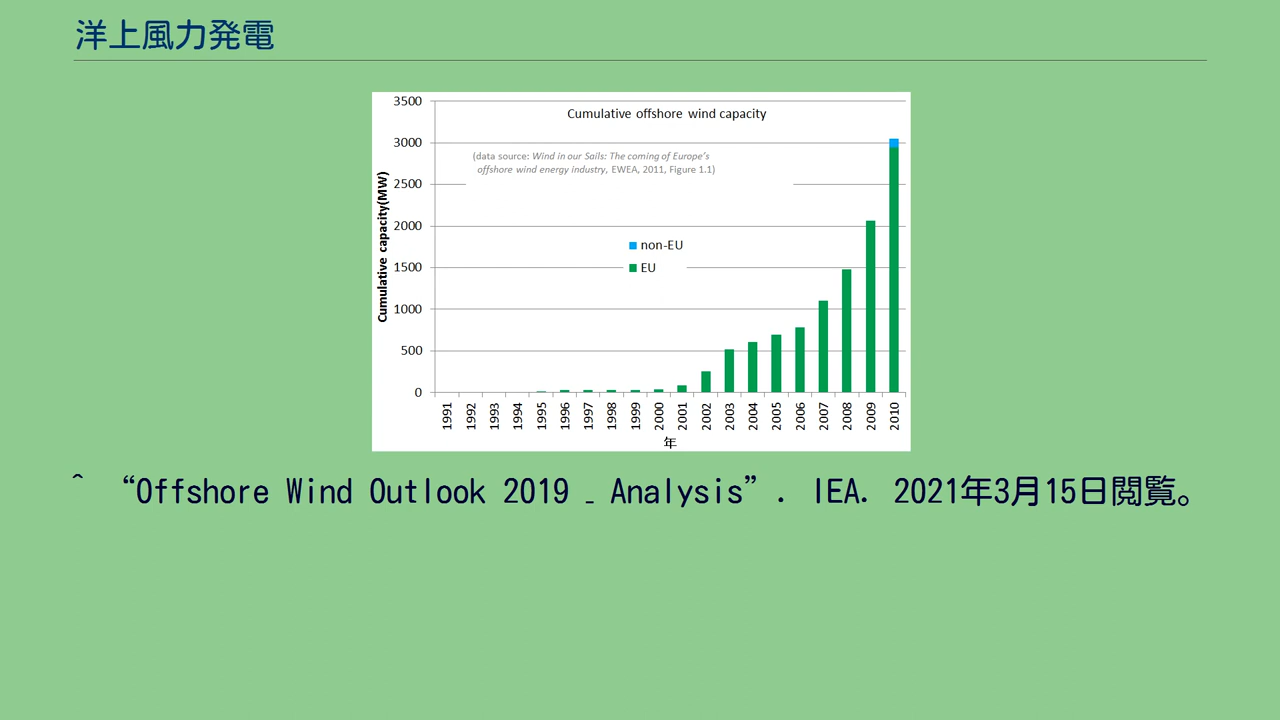 洋上風力発電
Cumulative offshore wind capacity
(data source: Wind in our Sails: The coming of Europe's
offshore wind energy industry, EWEA, 2011, Figure 1.1)
Cumulative capacity(MW)
3500
3000
2500
2000
1500
1000
500
0
non-EU
EU
1991 1992 1993 1994 1995 1996 1997 1998 1999 2000 2001 2002 2003 2004 2005 2006 2007 2008 2009 2010
年
^ “Offshore Wind Outlook 2019 – Analysis”. IEA. 2021年3月15日閲覧。